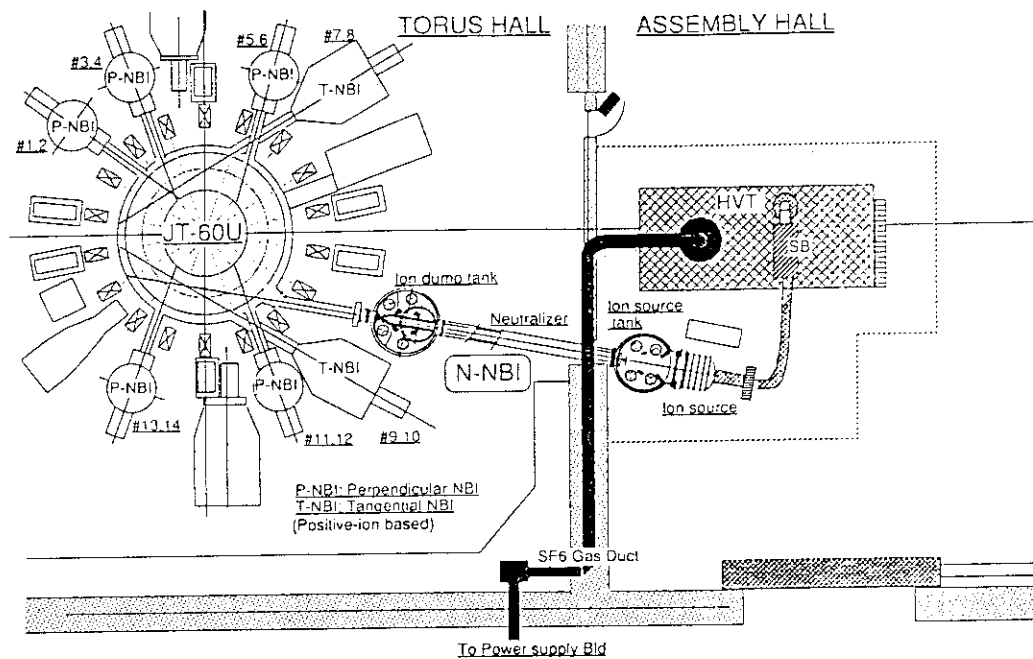 TORUS HALL
ASSEMBLY HALL
#5.6
#7,8
#3,4
P-NBI
P-NBI
T-NBI
P-NBI
#1,2
HVT
JT-60U
SB
Ion dump tank
Neutralizer
Ion source
tank
N-NBI
T-NBI
P-NBI
P-NBI
Ion source
#13,14
#11,12
#9,10
P-NBI: Perpendicular NBI
T-NBI: Tangential NBI
(Positive-ion based)
SF6 Gas Duct
To Power supply Bld